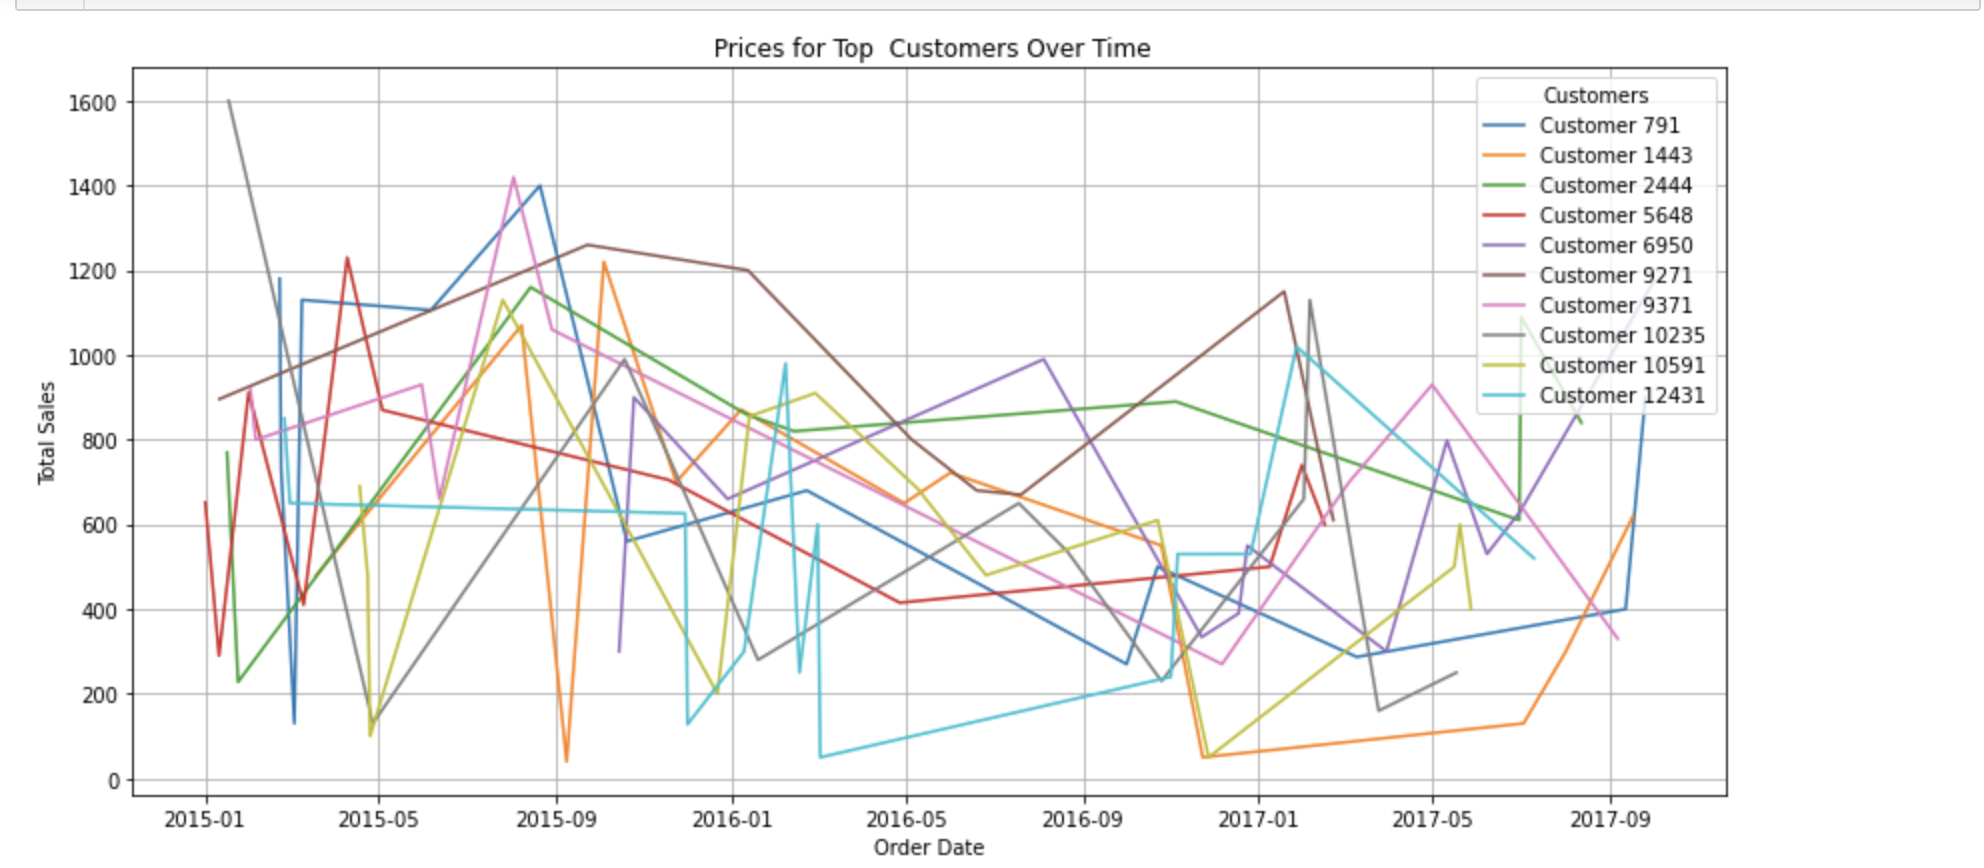 Prices for Top  Customers Over Time
Total Sales
1600
1400
1200
1000
800
600
400
200
0
Customers
Customer 791
Customer 1443
Customer 2444
Customer 5648
Customer 6950
Customer 9271
Customer 9371
Customer 10235
Customer 10591
Customer 12431
2015-01 2015-05 2015-09 2016-01 2016-05 2016-09 2017-01 2017-05 2017-09
Order Date